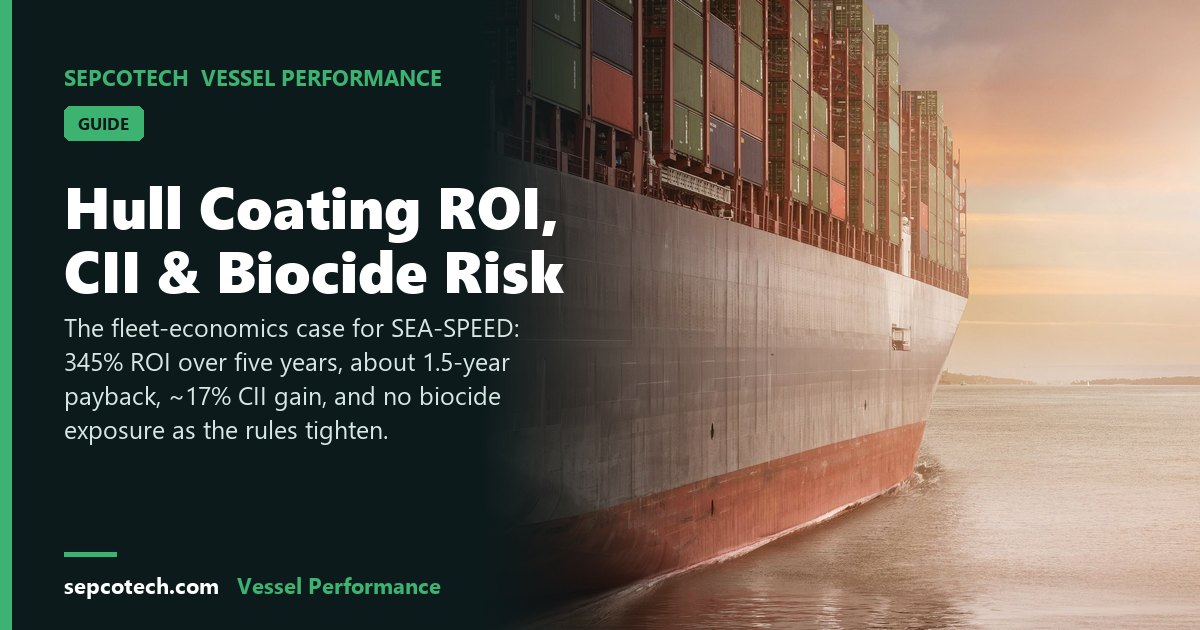 SEPCOTECH VESSEL PERFORMANCE
GUIDE
Hull Coating ROI,
CII & Biocide Risk
The fleet-economics case for SEA-SPEED:
345% ROI over five years, about 1.5-year
payback, ~17% CII gain, and no biocide
exposure as the rules tighten.
sepcotech.com Vessel Performance